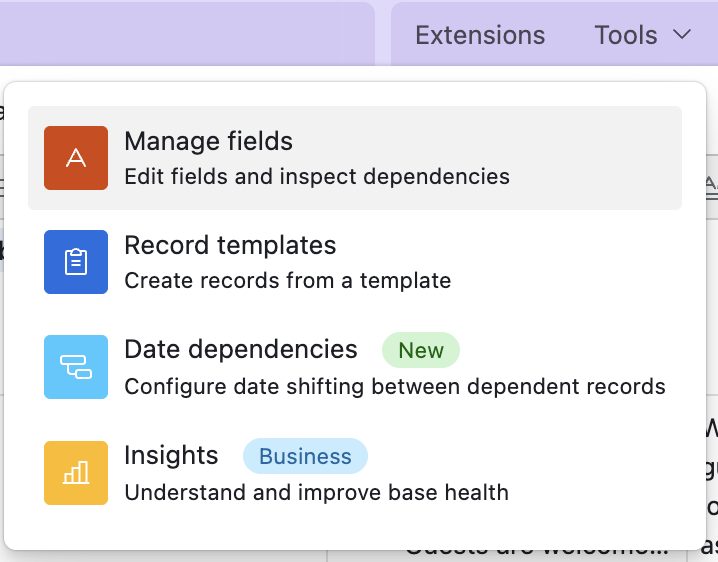 Extensions Tools
Manage fields
Edit fields and inspect dependencies
Record templates
Create records from a template
Date dependencies New
Configure date shifting between dependent records
Insights Business
Understand and improve base health